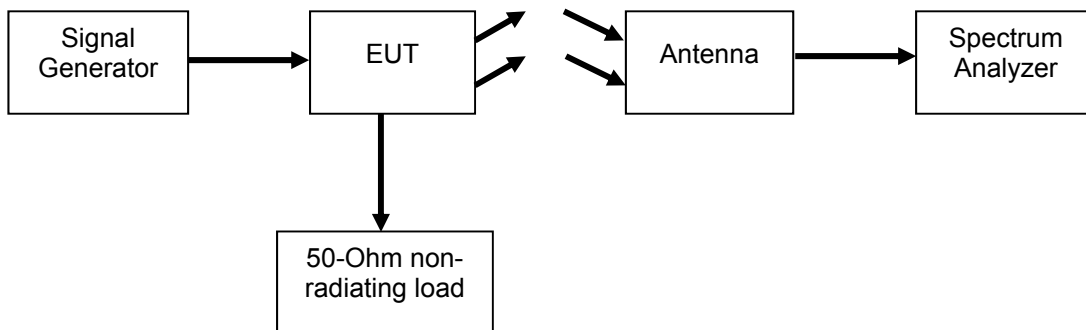 Signal
Generator
EUT
Antenna
Spectrum
Analyzer
50-Ohm non-
radiating load